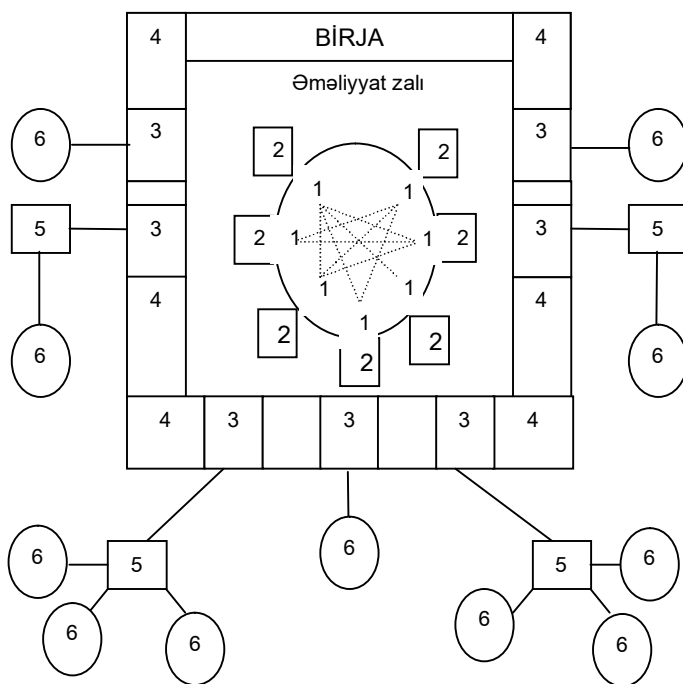 4 BİRJA 4
Əməliyyat zalı
6 3 2 2 3 6
1 1
5 3 2 1 1 2 3 5
4 1 1 4
6 2 1 2 6
2
4 3 3 3 4
6 5 6 5 6
6 6 6 6